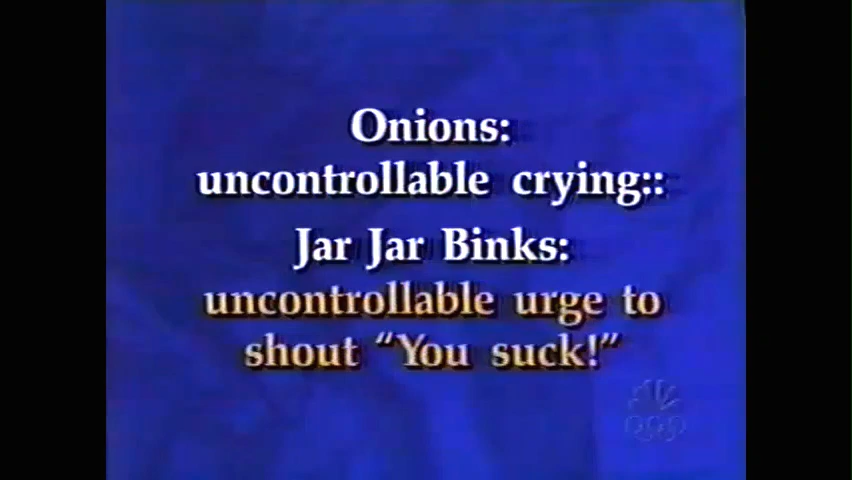 Onions:
uncontrollable crying::
Jar Jar Binks:
uncontrollable urge to
shout “You suck!”